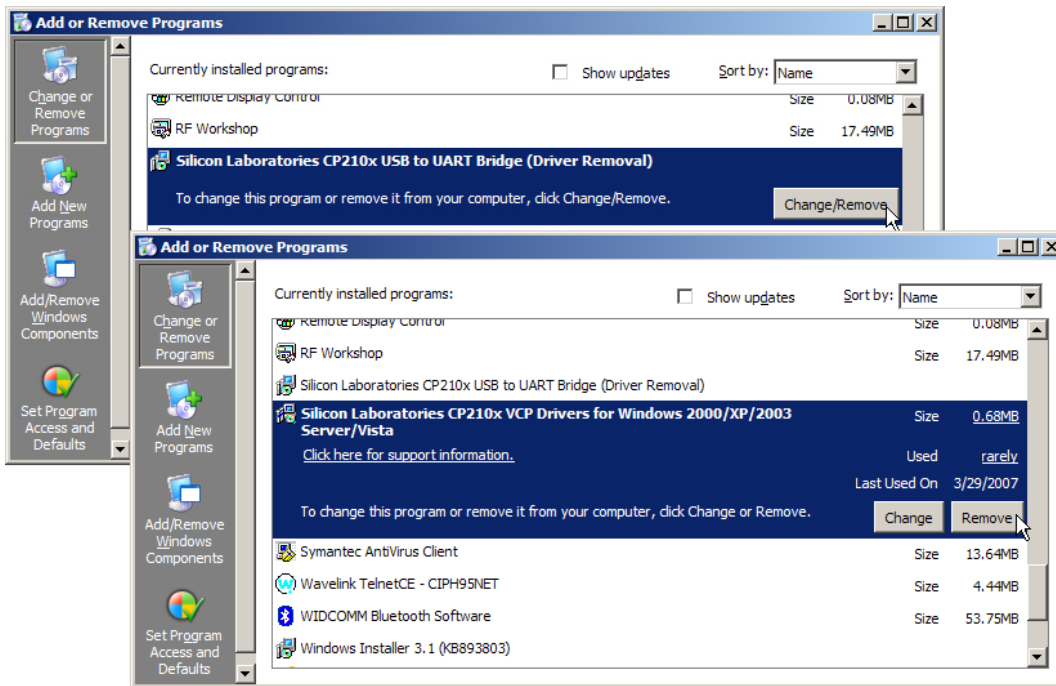 Add or Remove Programs
Change or
Remove
Programs
Add New
Programs
Add/Remove
Windows
Components
Set Program
Access and
Defaults
Currently installed programs:
Show updates
Sort by: Name
Remote Display Control Size 0.08MB
RF Workshop Size 17.49MB
Silicon Laboratories CP210x USB to UART Bridge (Driver Removal)
To change this program or remove it from your computer, click Change/Remove.
Change/Remove
Add or Remove Programs
Change or
Remove
Programs
Add New
Programs
Add/Remove
Windows
Components
Set Program
Access and
Defaults
Currently installed programs:
Show updates
Sort by: Name
Remote Display Control Size 0.08MB
RF Workshop Size 17.49MB
Silicon Laboratories CP210x USB to UART Bridge (Driver Removal)
Silicon Laboratories CP210x VCP Drivers for Windows 2000/XP/2003 Size 0.68MB
Server/Vista
Click here for support information. Used rarely
Last Used On 3/29/2007
To change this program or remove it from your computer, click Change or Remove.
Change Remove
Symantec AntiVirus Client Size 13.64MB
Wavelink TelnetCE - CIPH95NET Size 4.44MB
WIDCOMM Bluetooth Software Size 53.75MB
Windows Installer 3.1 (KB893803)